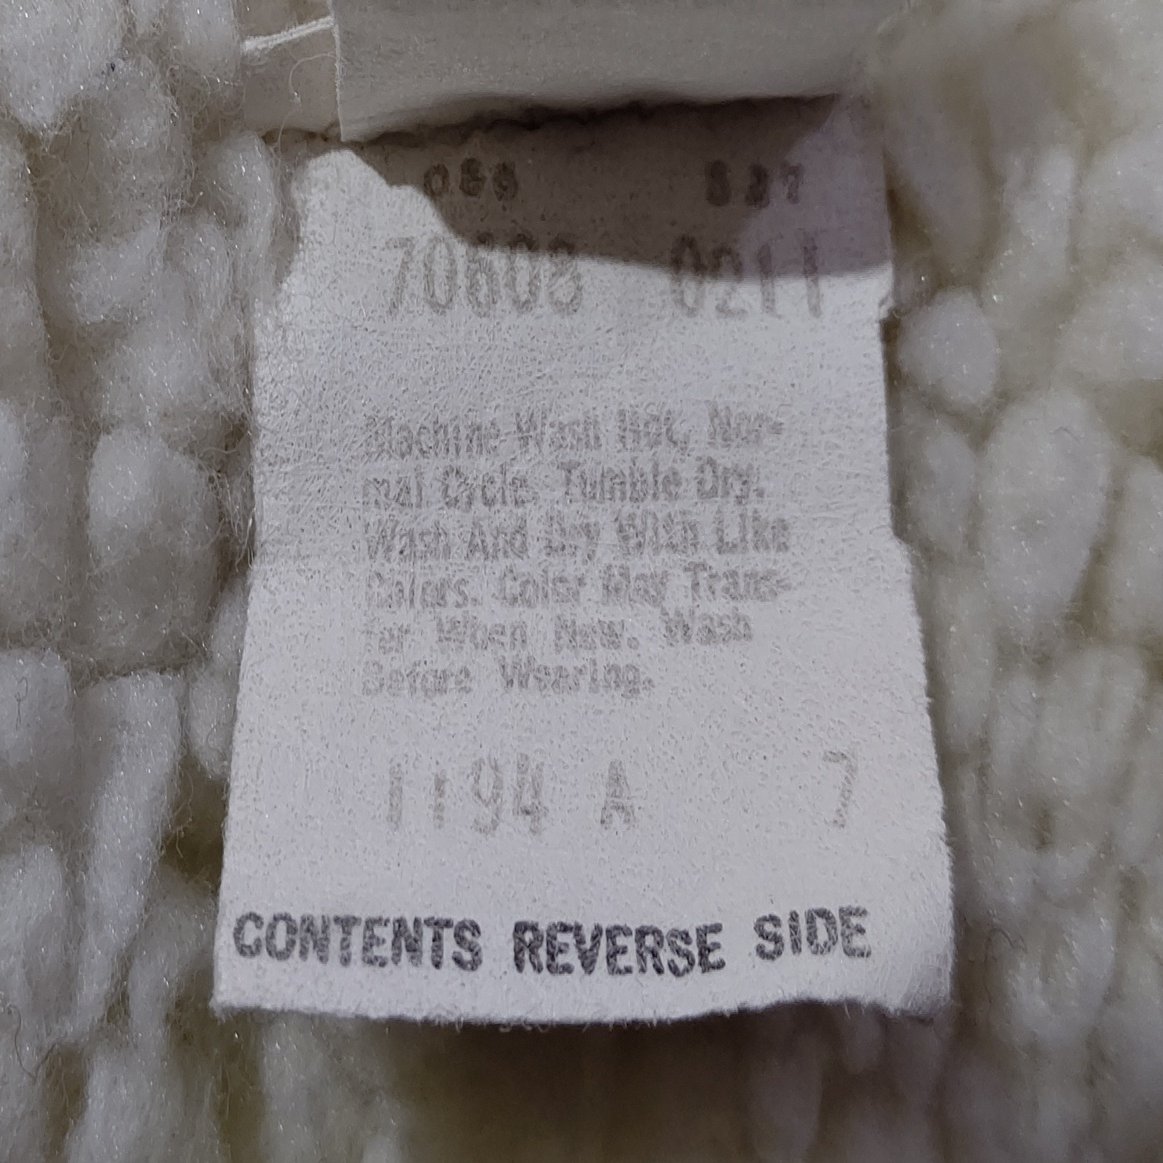 527
70608 0211
Machine Wash Hot, Nor-
mal Cycle. Tumble Dry.
Wash And Dry With Like
Colors. Color May Trans-
fer When New. Wash
Before Wearing.
1194 A 7
CONTENTS REVERSE SIDE